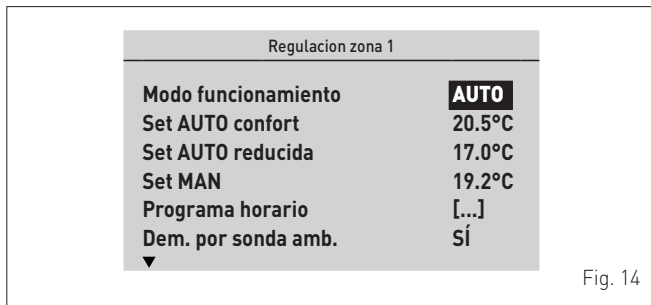 Regulacion zona 1
Modo funcionamiento AUTO
Set AUTO confort 20.5°C
Set AUTO reducida 17.0°C
Set MAN 19.2°C
Programa horario [...]
Dem. por sonda amb. SÍ
▼
Fig. 14